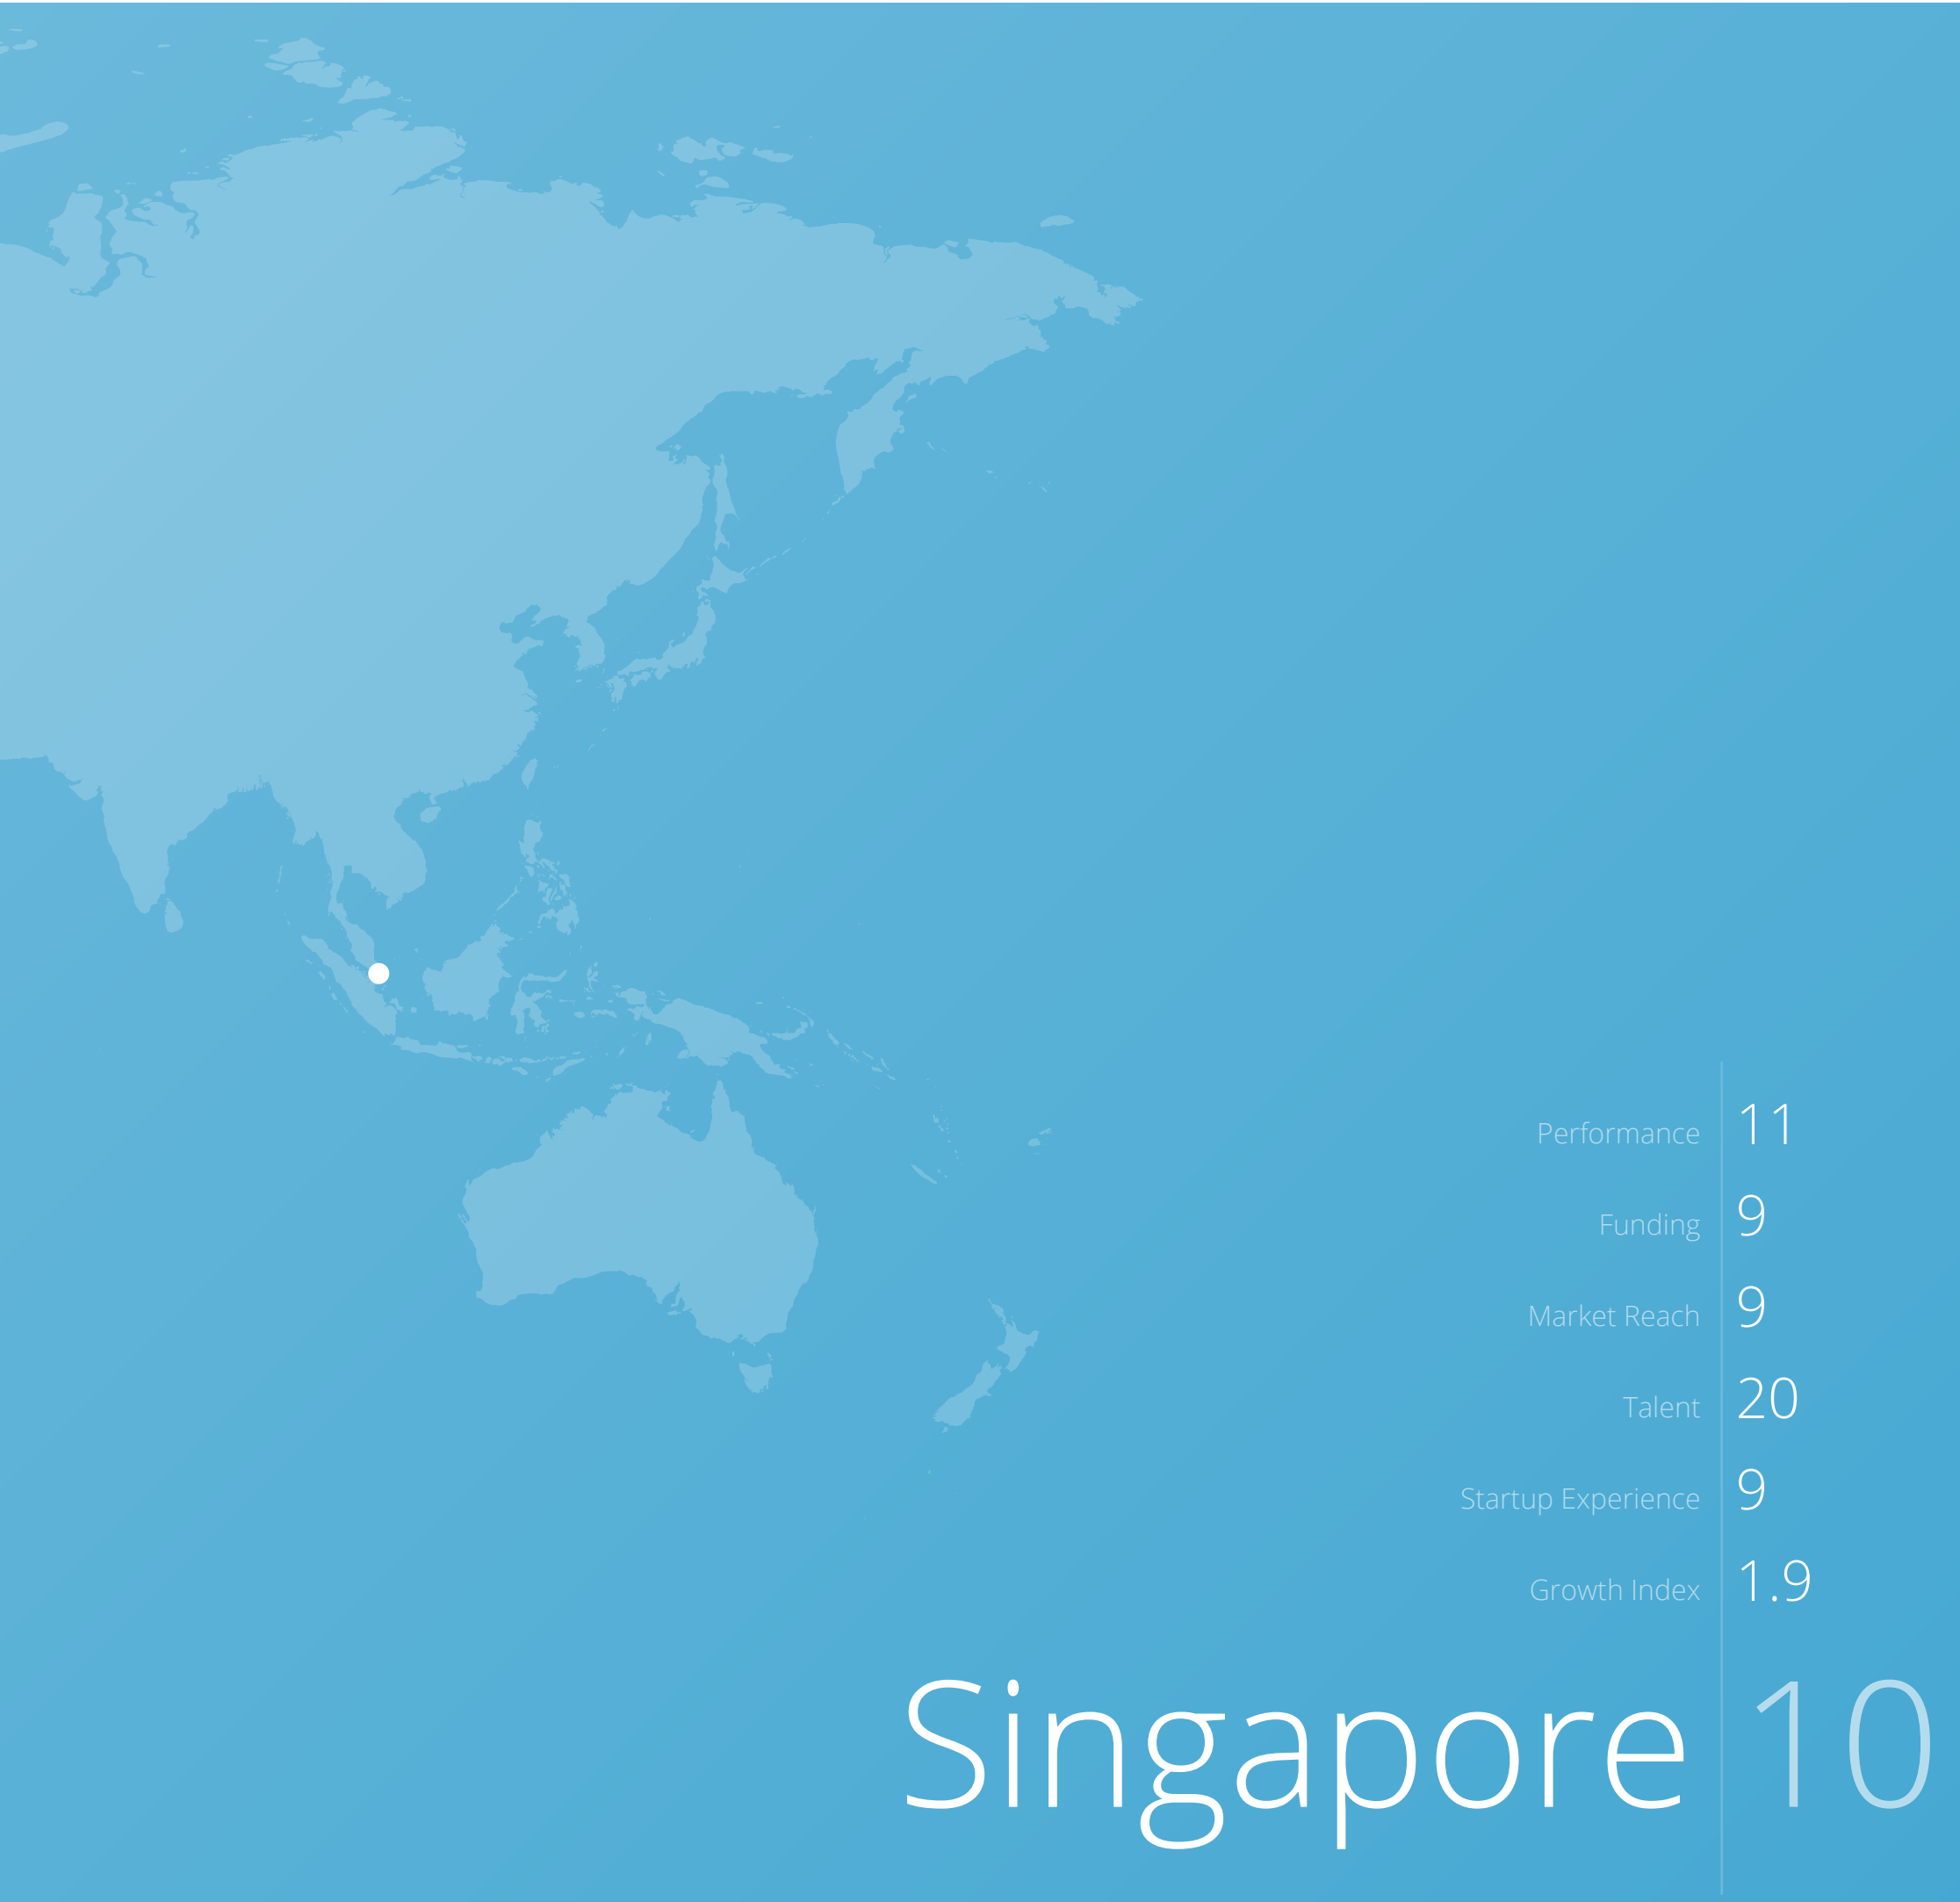 Performance 11
Funding 9
Market Reach 9
Talent 20
Startup Experience 9
Growth Index 1.9
Singapore 10